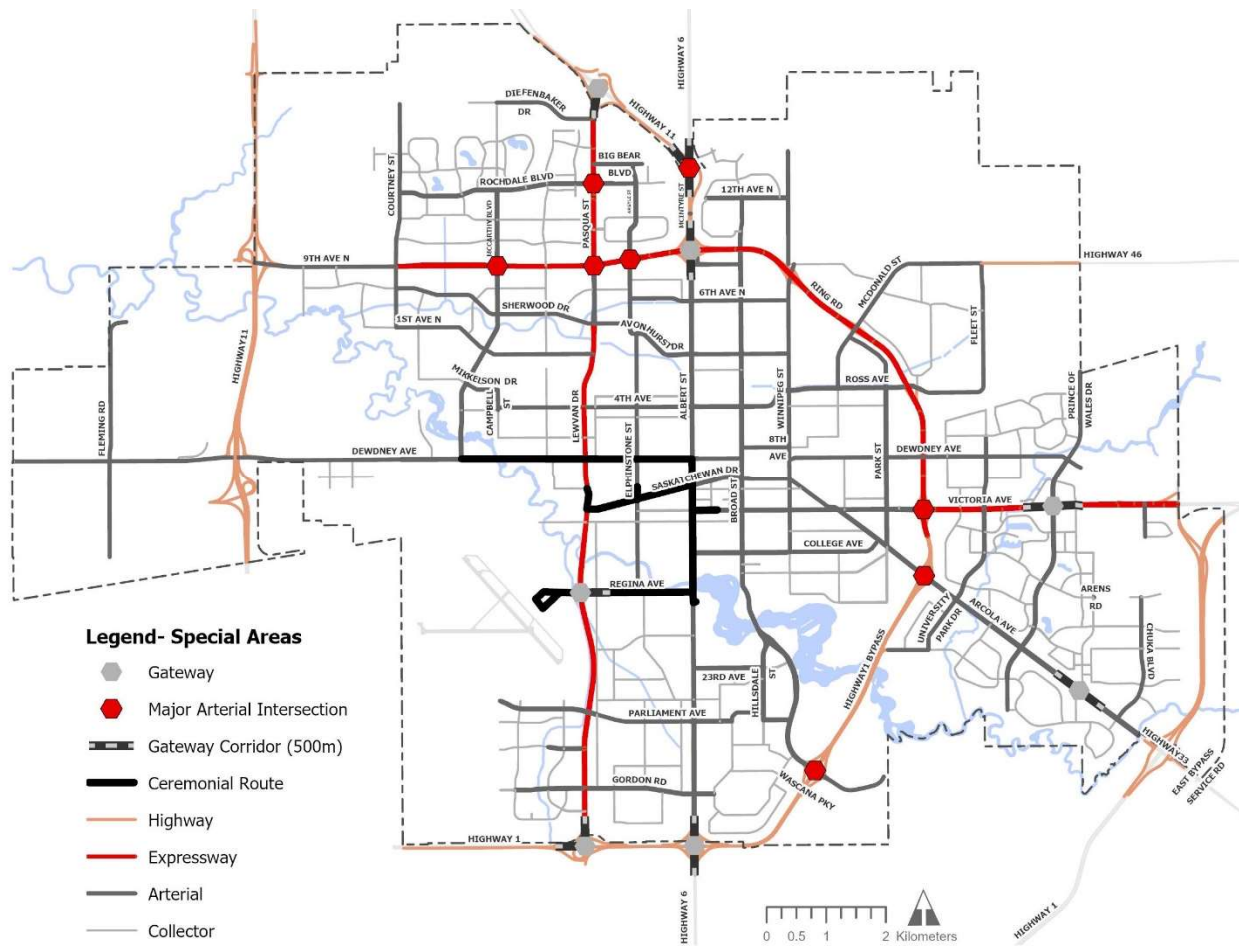 HIGHWAY 6
DIEFENBAKER
DR
HIGHWAY 11
BIG BEAR
BLVD
COURTNEY ST
ROCHDALE BLVD
12TH AVE N
MCINTYRE ST
MCCARTHY BLVD
PASQUA ST
9TH AVE N
HIGHWAY 46
RING RD
MCDONALD ST
6TH AVE N
SHERWOOD DR
FLEET ST
1ST AVE N
AVONHURST DR
HIGHWAY11
MIKKELSON DR
ROSS AVE
PRINCE OF
WALES DR
CAMPBELL
ST
4TH AVE
ALBERT ST
WINNIPEG ST
FLEMING RD
LEWVAN DR
ELPHINSTONE ST
8TH
AVE
DEWDNEY AVE
DEWDNEY AVE
PARK ST
SASKATCHEWAN DR
BROAD ST
VICTORIA AVE
COLLEGE AVE
REGINA AVE
ARENS
RD
UNIVERSITY
PARK DR
ARCOLA AVE
CHUKA BLVD
HIGHWAY1 BYPASS
23RD AVE
HILLSDALE
ST
PARLIAMENT AVE
HIGHWAY33
EAST BYPASS
SERVICE RD
GORDON RD
WASCANA PKY
HIGHWAY 1
HIGHWAY 6
HIGHWAY 1
Legend- Special Areas
Gateway
Major Arterial Intersection
Gateway Corridor (500m)
Ceremonial Route
Highway
Expressway
Arterial
Collector
0 0.5 1 2 Kilometers